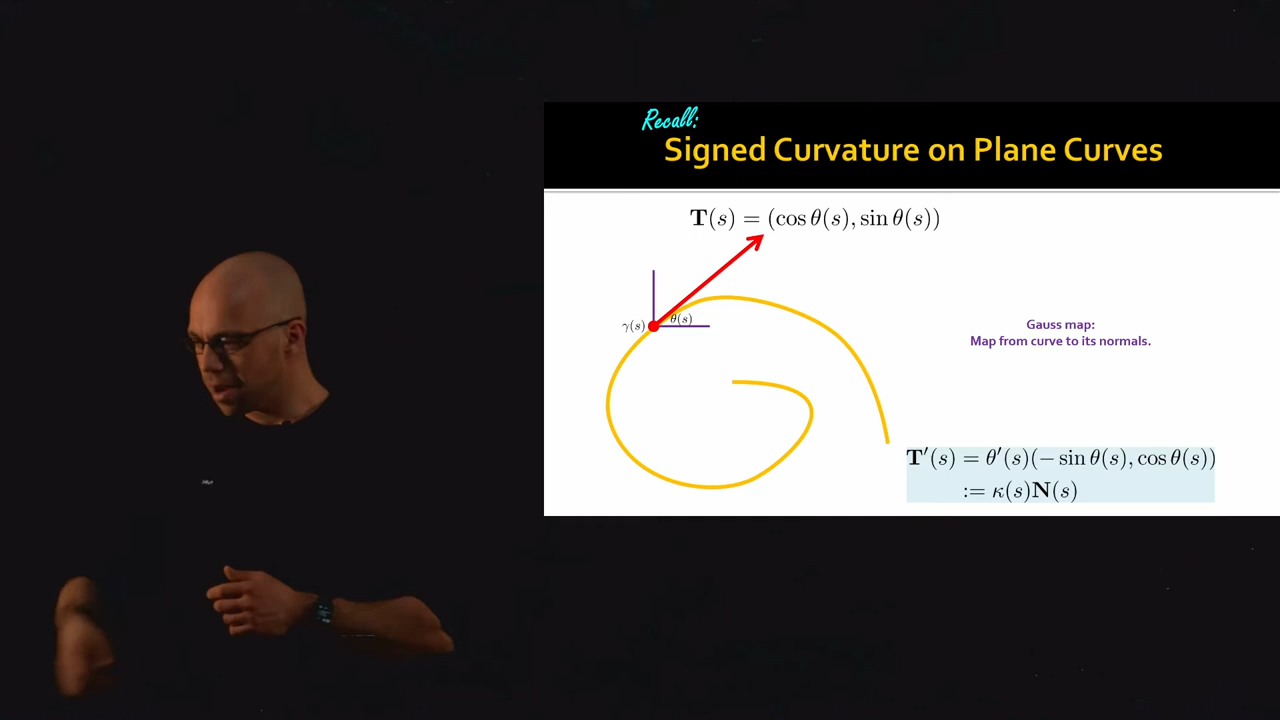 Recall:
Signed Curvature on Plane Curves
T(s) = (cos θ(s), sin θ(s))
γ(s)
θ(s)
Gauss map:
Map from curve to its normals.
T′(s) = θ′(s)(− sin θ(s), cos θ(s))
:= κ(s)N(s)